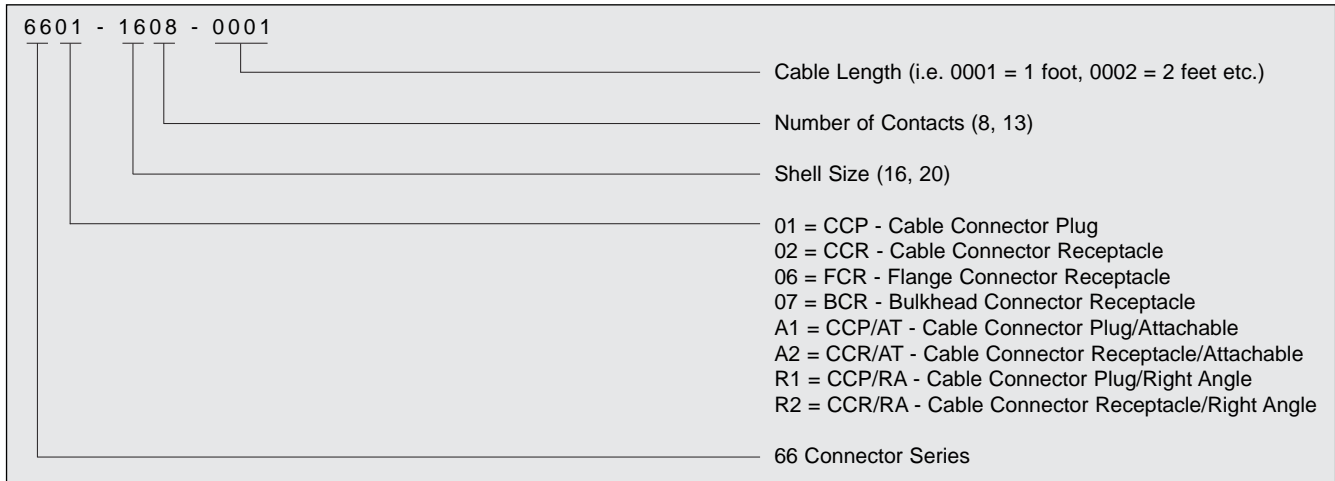 6601 - 1608 - 0001
Cable Length (i.e. 0001 = 1 foot, 0002 = 2 feet etc.)
Number of Contacts (8, 13)
Shell Size (16, 20)
01 = CCP - Cable Connector Plug
02 = CCR - Cable Connector Receptacle
06 = FCR - Flange Connector Receptacle
07 = BCR - Bulkhead Connector Receptacle
A1 = CCP/AT - Cable Connector Plug/Attachable
A2 = CCR/AT - Cable Connector Receptacle/Attachable
R1 = CCP/RA - Cable Connector Plug/Right Angle
R2 = CCR/RA - Cable Connector Receptacle/Right Angle
66 Connector Series